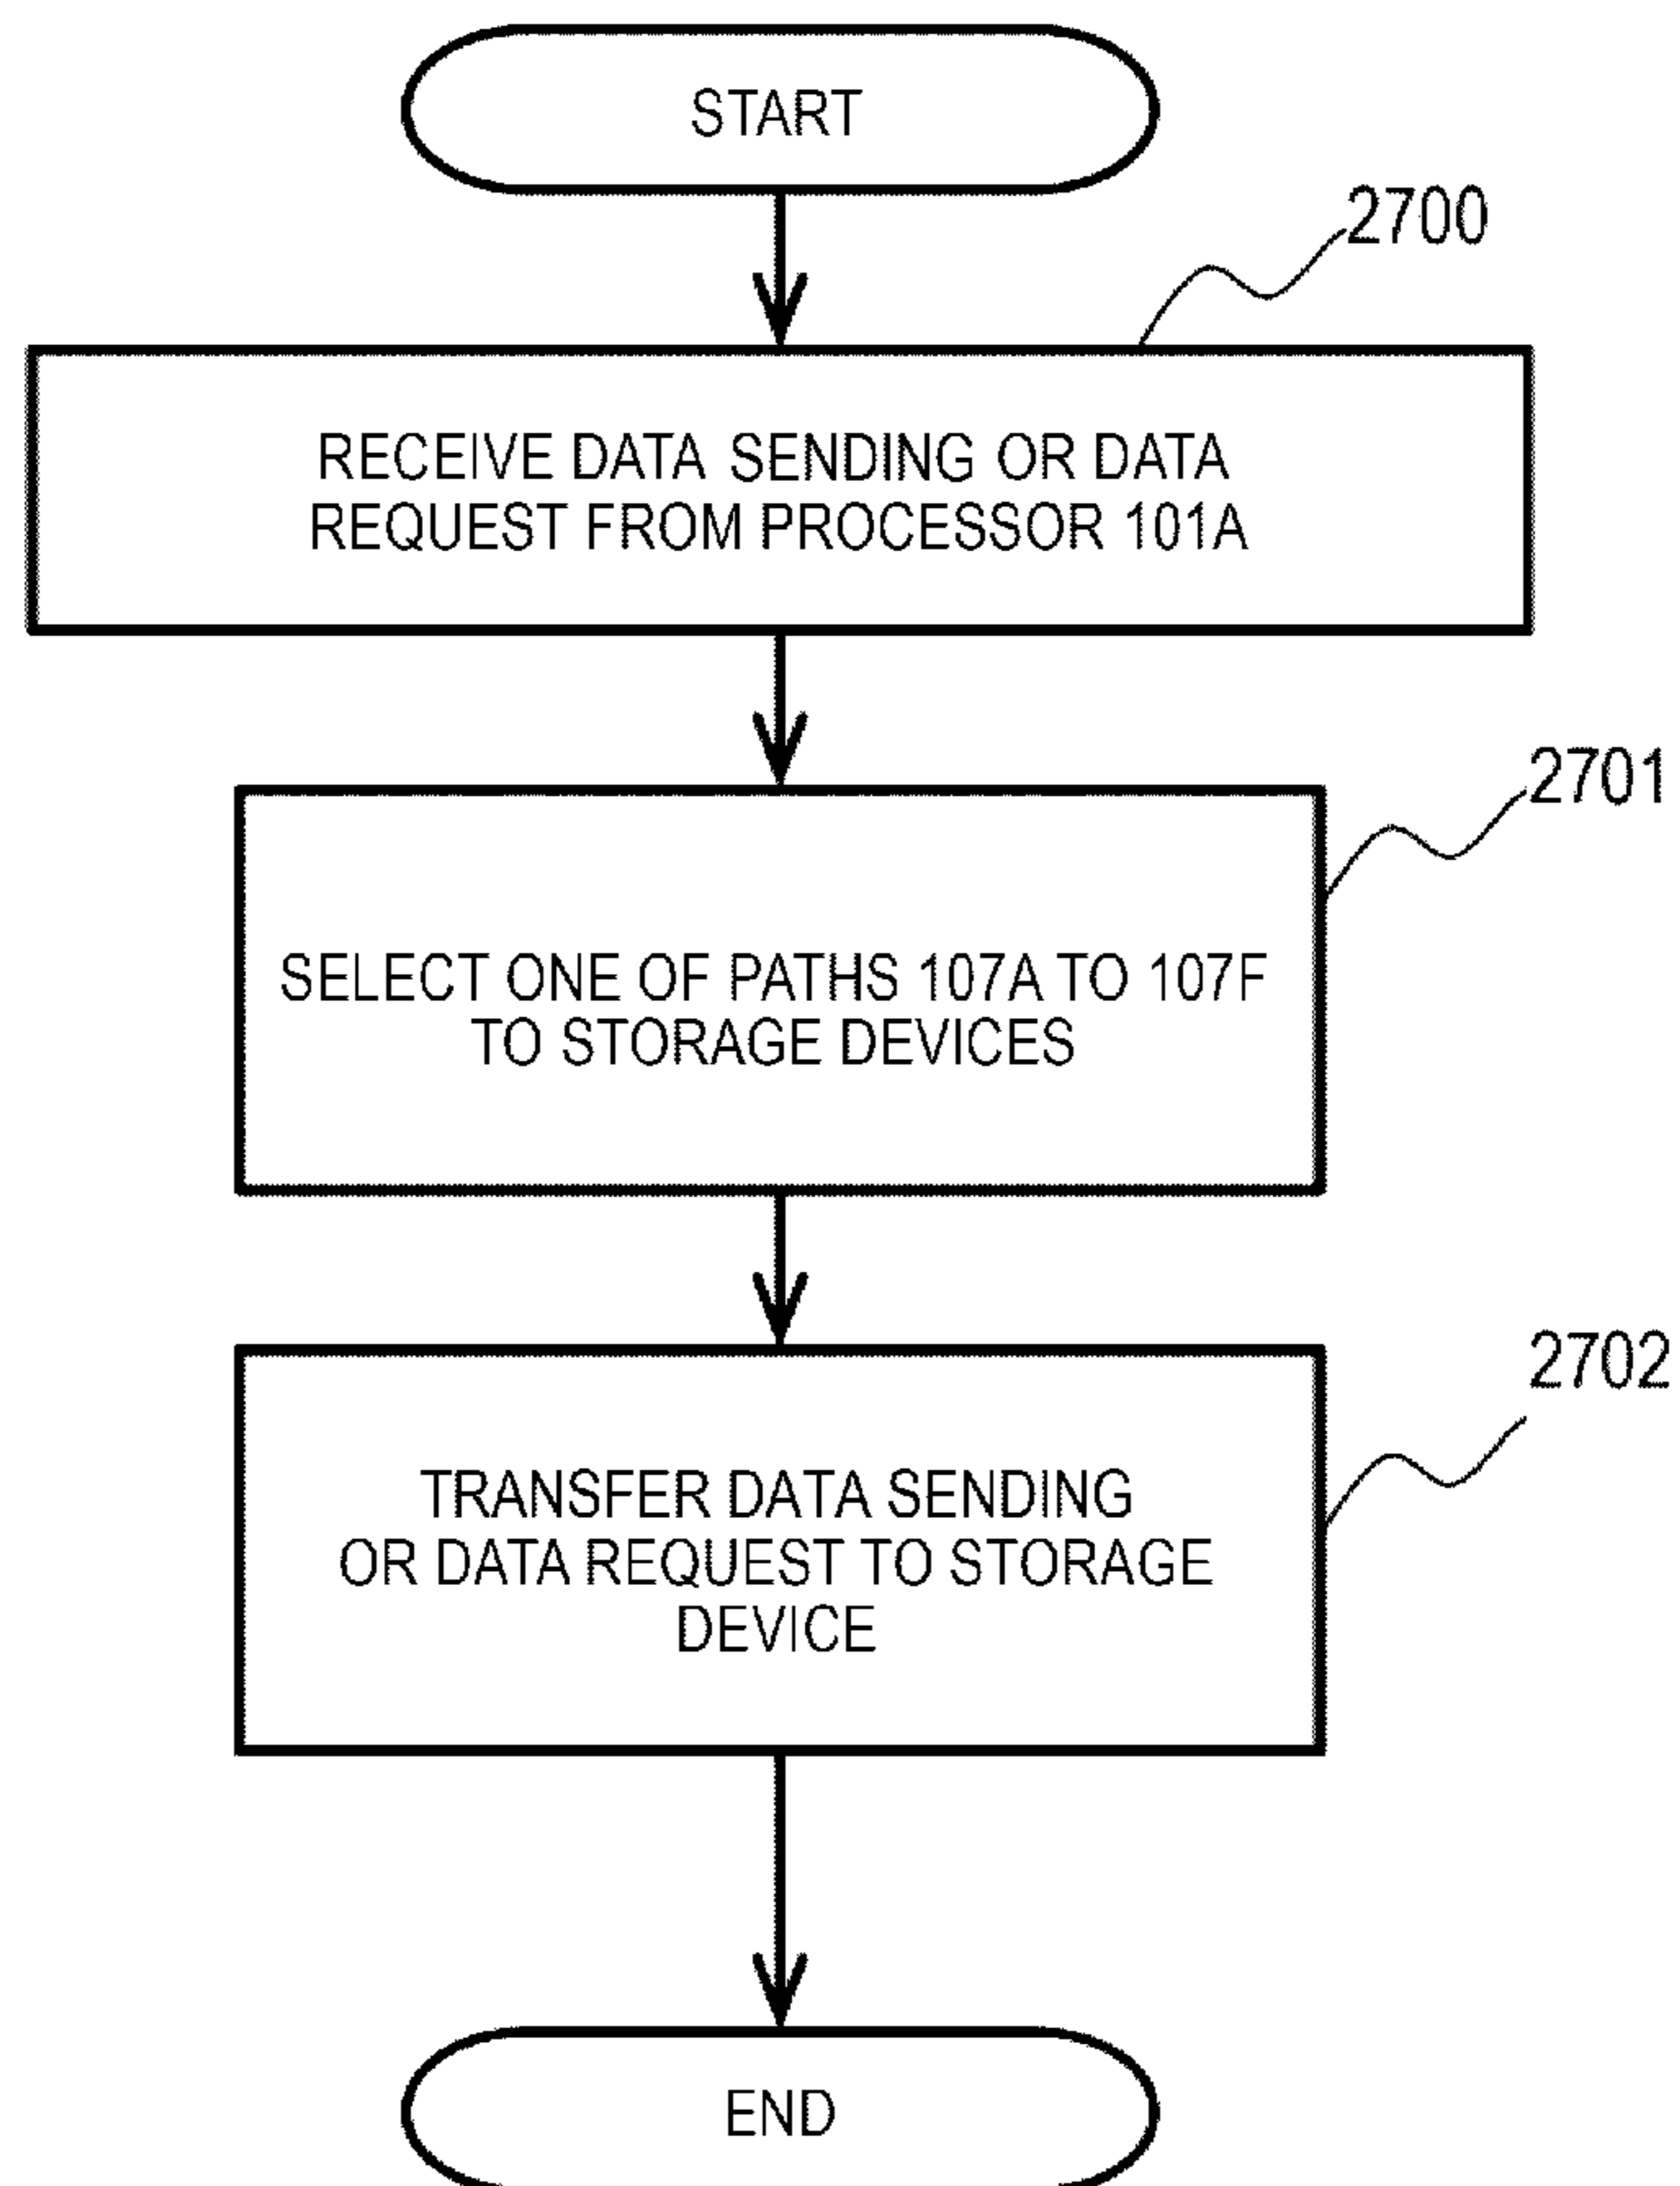 START
2700
RECEIVE DATA SENDING OR DATA
REQUEST FROM PROCESSOR 101A
2701
SELECT ONE OF PATHS 107A TO 107F
TO STORAGE DEVICES
2702
TRANSFER DATA SENDING
OR DATA REQUEST TO STORAGE
DEVICE
END